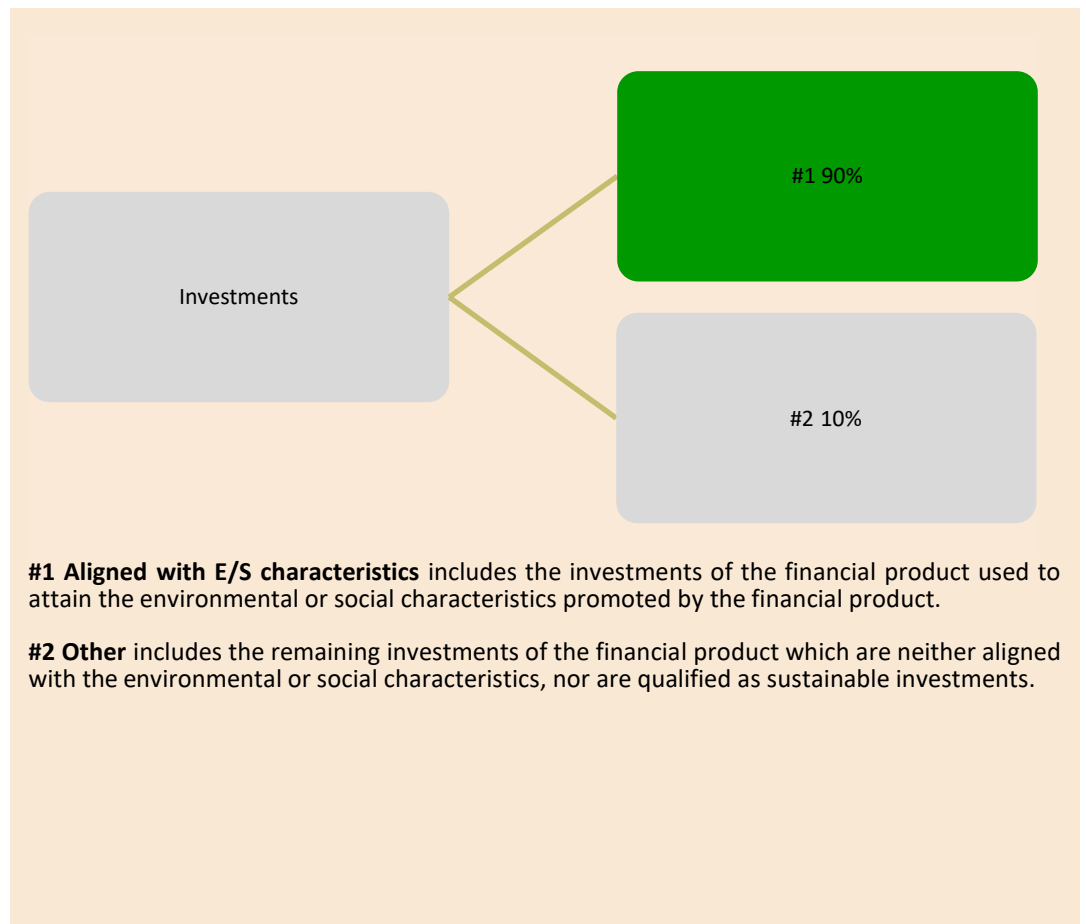 #1 90%
Investments
#2 10%
#1 Aligned with E/S characteristics includes the investments of the financial product used to
attain the environmental or social characteristics promoted by the financial product.
#2 Other includes the remaining investments of the financial product which are neither aligned
with the environmental or social characteristics, nor are qualified as sustainable investments.